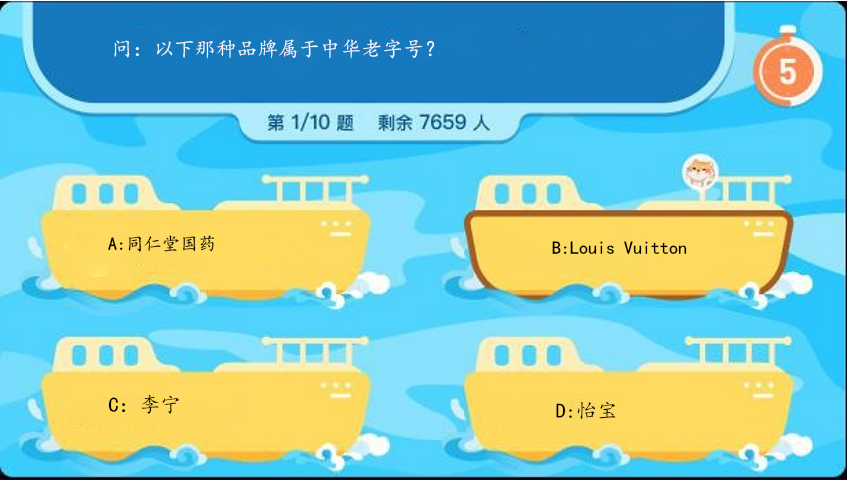 问：以下那种品牌属于中华老字号？
5
第 1/10 题 剩余 7659 人
A:同仁堂国药
B:Louis Vuitton
C：李宁
D:怡宝